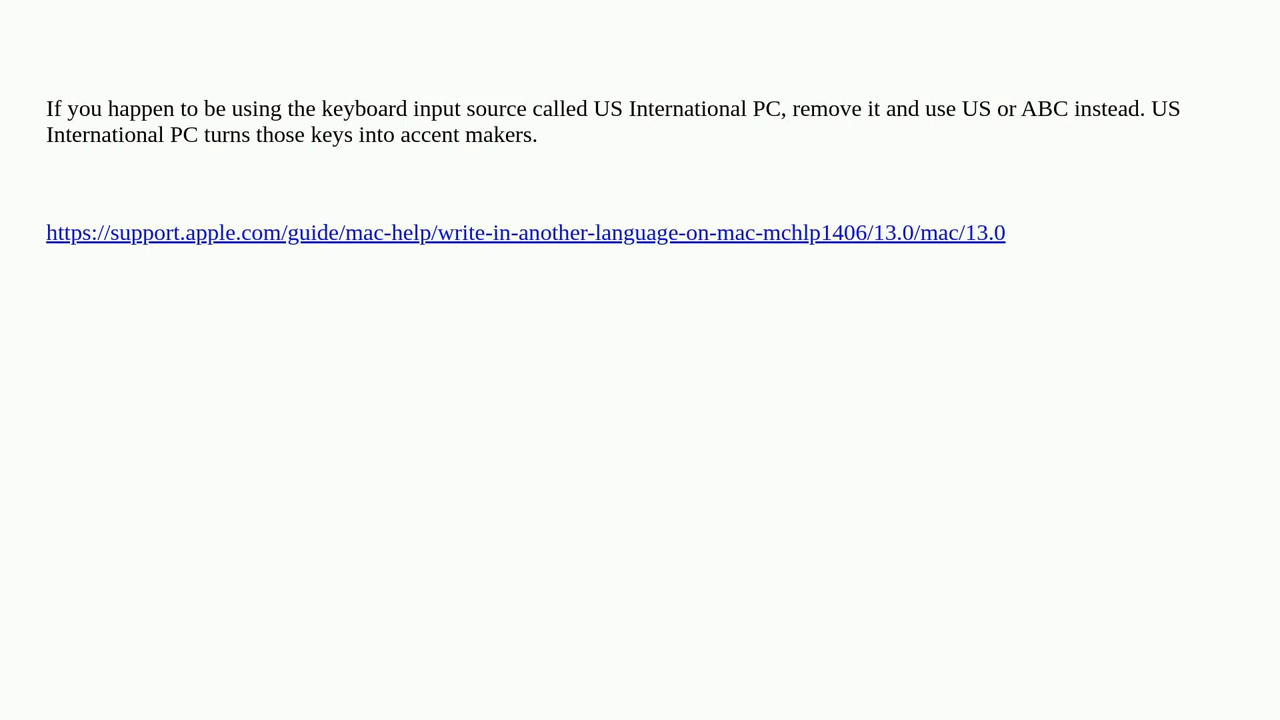 If you happen to be using the keyboard input source called US International PC, remove it and use US or ABC instead. US
International PC turns those keys into accent makers.
https://support.apple.com/guide/mac-help/write-in-another-language-on-mac-mchlp1406/13.0/mac/13.0